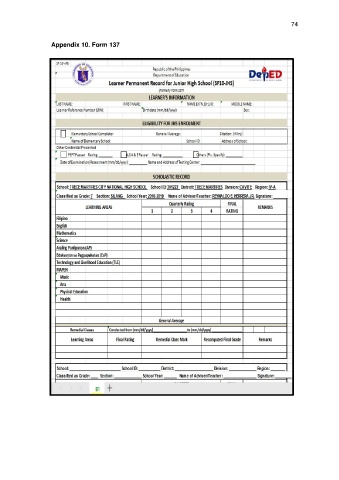 74
Appendix 10. Form 137
SF10-JHS
Republic of the Philippines
Department of Education
DepED
Learner Permanent Record for Junior High School (SF10-JHS)
(Formerly Form 137)
LEARNER'S INFORMATION
LAST NAME: FIRST NAME: NAME EXTN. (Jr,I,II): MIDDLE NAME:
Learner Reference Number (LRN): Birthdate (mm/dd/yyyy) Sex:
ELIGIBILITY FOR JHS ENROLMENT
Elementary School Completer General Average: Citation: (If Any)
Name of Elementary School: School ID: Address of School:
Other Credential Presented
PEPT Passer Rating: ALS A & E Passer Rating: Others (Pls. Specify):
Date of Examination/Assessment (mm/dd/yyyy): Name and Address of Testing Center:
SCHOLASTIC RECORD
School: TRECE MARTIRES CITY NATIONAL HIGH SCHOOL School ID: District: TRECE MARTIRES Division: CAVITE Region: IV-A
Classified as Grade: Section: School Year: 2018-2019 Name of Adviser/Teacher: Signature:
LEARNING AREAS Quarterly Rating FINAL RATING REMARKS
1 2 3 4
Filipino
English
Mathematics
Science
Araling Panlipunan (AP)
Edukasyon sa Pagpapakatao (EsP)
Technology and Livelihood Education (TLE)
MAPEH
Music
Arts
Physical Education
Health
General Average
Remedial Classes Conducted from (mm/dd/yyyy) to (mm/dd/yyyy)
Learning Areas Final Rating Remedial Class Mark Recomputed Final Grade Remarks
School: School ID: District: Division: Region:
Classified as Grade: Section: School Year: Name of Adviser/Teacher: Signature: